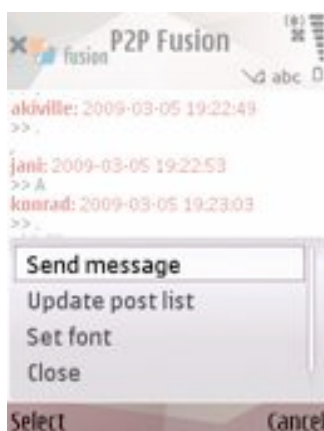 fusion P2P Fusion
abc
akiville: 2009-03-05 19:22:49
>> .
jani: 2009-03-05 19:22:53
>> A
konrad: 2009-03-05 19:23:03
>> .
Send message
Update post list
Set font
Close
Select Cancel